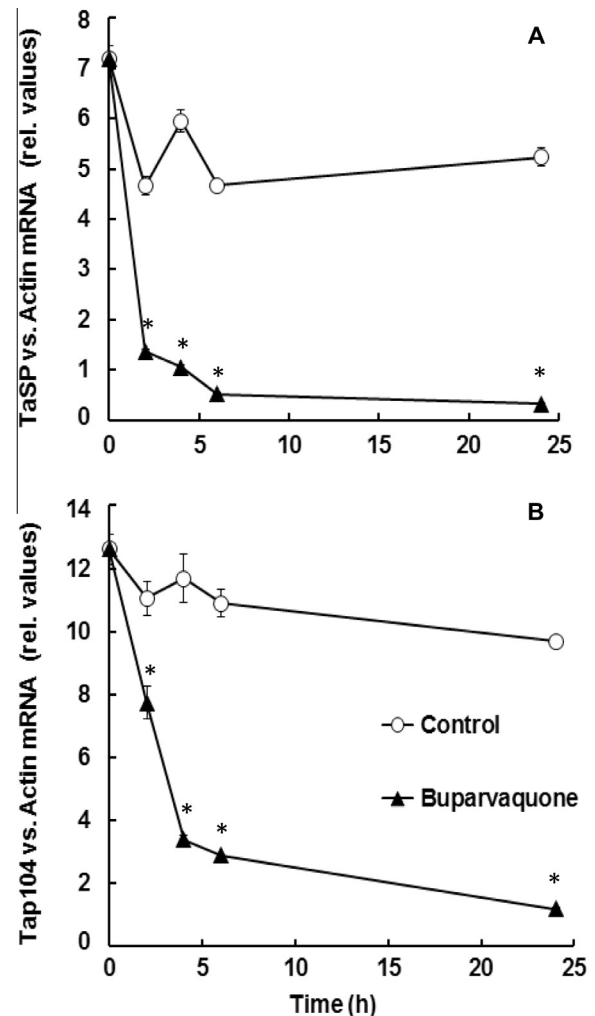 A
TaSP vs. Actin mRNA (rel. values)
8
7
6
5
4
3
2
1
0
* * * *
0 5 10 15 20 25
B
Tap104 vs. Actin mRNA (rel. values)
14
12
10
8
6
4
2
0
* * * *
Control
Buparvaquone
0 5 10 15 20 25
Time (h)